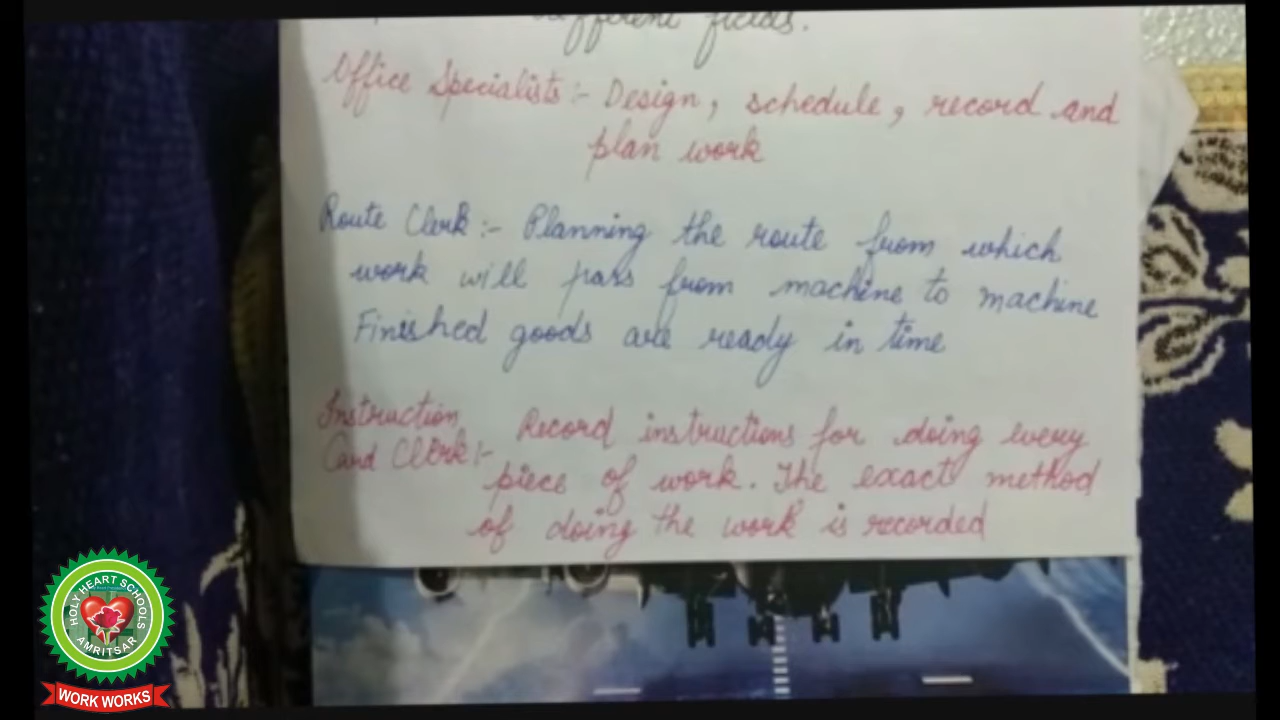 different fields.
Office Specialists :- Design, schedule, record and
plan work
Route Clerk :- Planning the route from which
work will pass from machine to machine
Finished goods are ready in time
Instruction
Card Clerk :- Record instructions for doing every
piece of work. The exact method
of doing the work is recorded
HOLY HEART SCHOOLS
AMRITSAR
WORK WORKS